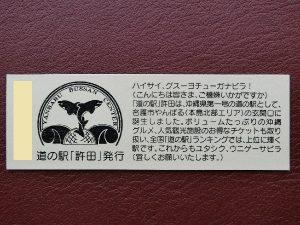 YANBARU BUSSAN CENTER
道の駅「許田」発行
ハイサイ、グスーヨチューガナビラ！
(こんにちは皆さま、ご機嫌いかがですか)
「道の駅」許田は、沖縄県第一号の道の駅として、
名護市やんばる(本島北部エリア)の玄関口に
誕生しました。ボリュームたっぷりの沖縄
グルメ、人気観光施設のお得なチケットも取り
扱い、全国「道の駅」ランキングでは、上位に輝く
駅です。これからもユタシク、ウニゲーサビラ
(宜しくお願いいたします。)